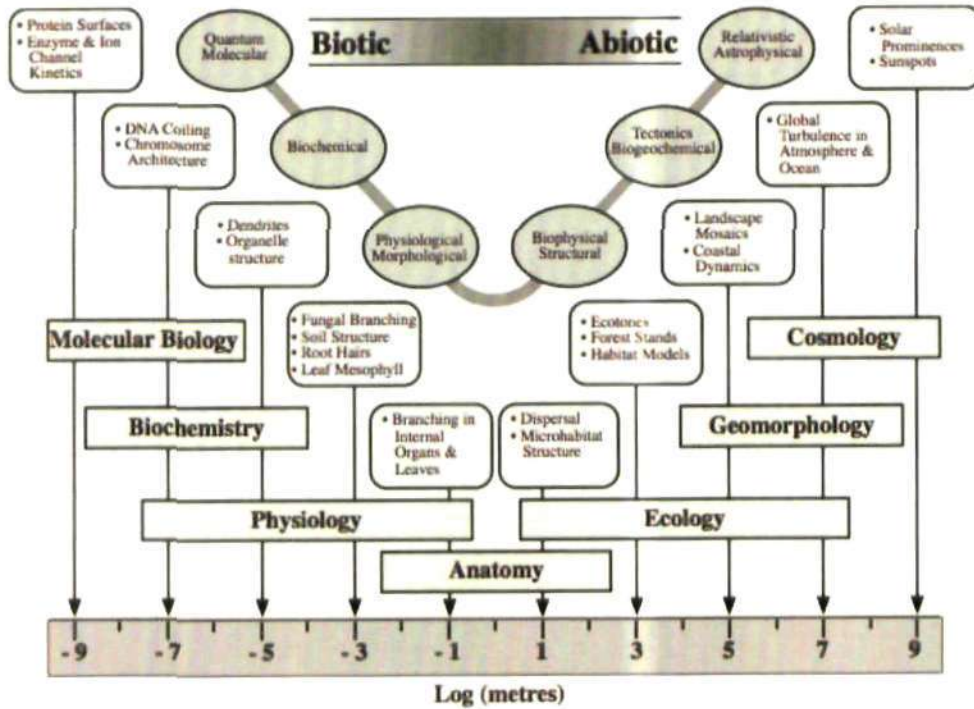 • Protein Surfaces
• Enzyme & Ion
Channel
Kinetics
Quantum
Molecular
Biotic
Abiotic
Relativistic
Astrophysical
• Solar
Prominences
• Sunspots
• DNA Coiling
• Chromosome
Architecture
Biochemical
Tectonics
Biogeochemical
• Global
Turbulence in
Atmosphere &
Ocean
• Dendrites
• Organelle
structure
Physiological
Morphological
Biophysical
Structural
• Landscape
Mosaics
• Coastal
Dynamics
• Fungal Branching
• Soil Structure
• Root Hairs
• Leaf Mesophyll
• Ecotones
• Forest Stands
• Habitat Models
Molecular Biology
Cosmology
• Branching in
Internal
Organs &
Leaves
• Dispersal
• Microhabitat
Structure
Biochemistry
Geomorphology
Physiology
Ecology
Anatomy
-9 -7 -5 -3 -1 1 3 5 7 9
Log (metres)